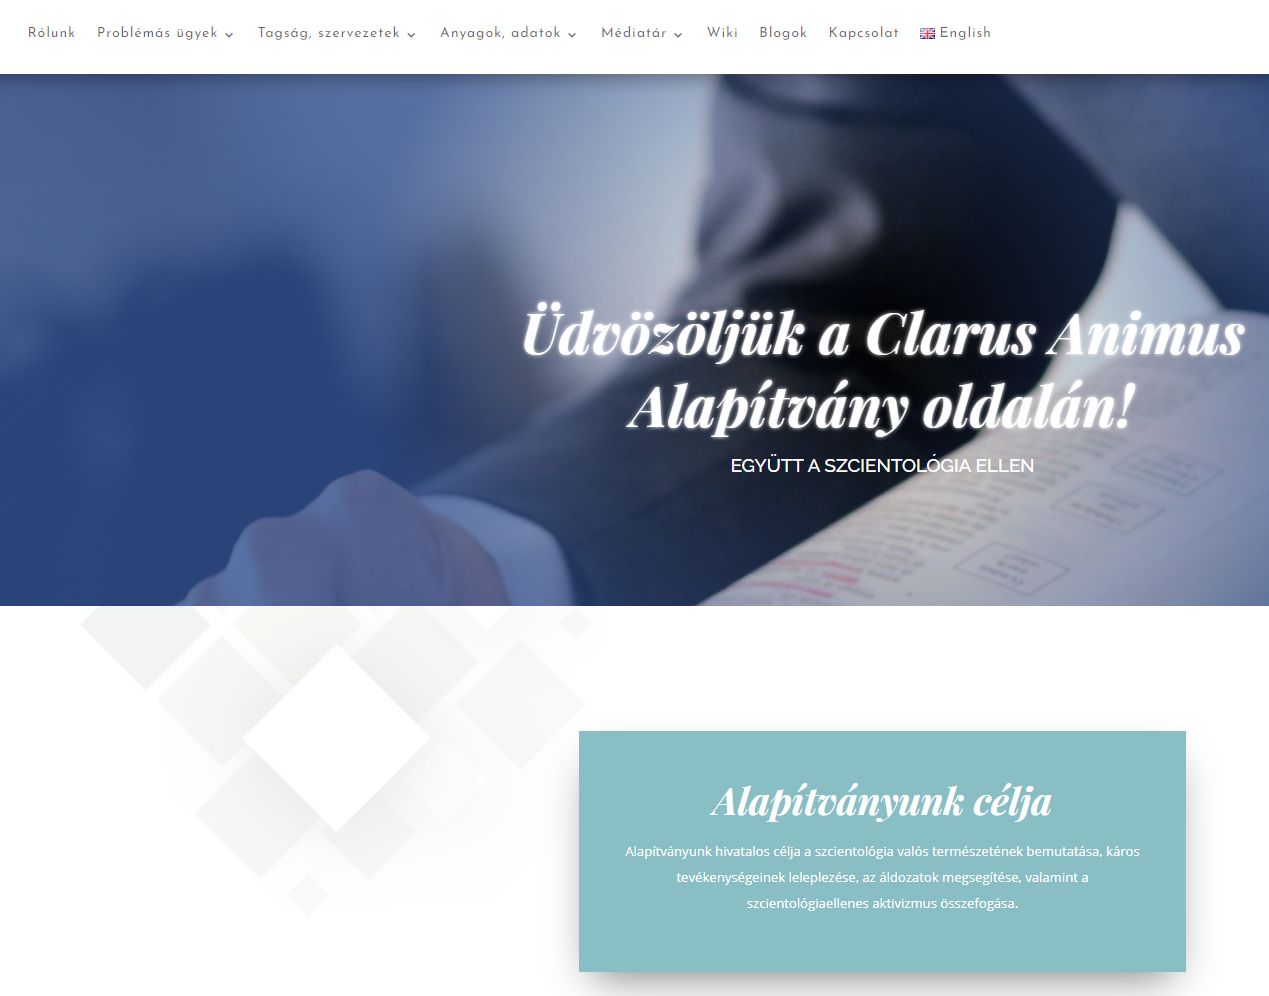 Rólunk Problémás ügyek Tagság, szervezetek Anyagok, adatok Médiatár Wiki Blogok Kapcsolat English
Üdvözöljük a Clarus Animus
Alapítvány oldalán!
EGYÜTT A SZCIENTOLÓGIA ELLEN
Alapítványunk célja
Alapítványunk hivatalos célja a szcientológia valós természetének bemutatása, káros
tevékenységeinek leleplezése, az áldozatok megsegítése, valamint a
szcientológiaellenes aktivizmus összefogása.